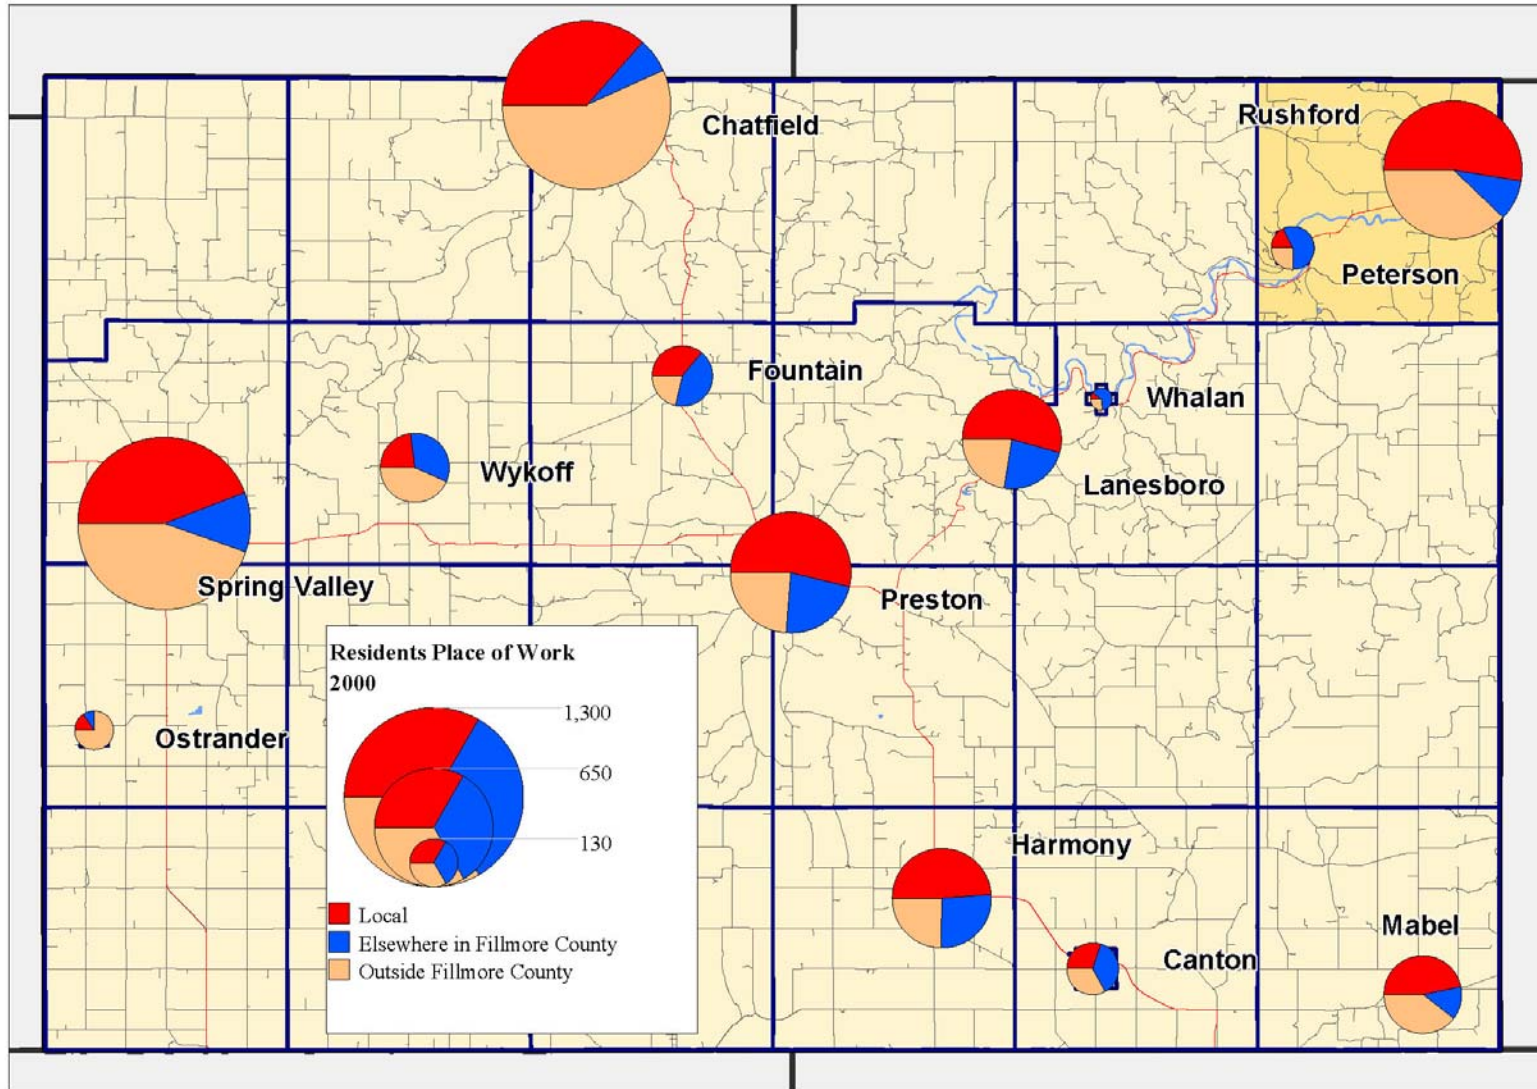 Rushford
Chatfield
Peterson
Fountain
Whalan
Wykoff
Lanesboro
Spring Valley
Preston
Residents Place of Work
2000
1,300
650
130
Local
Elsewhere in Fillmore County
Outside Fillmore County
Ostrander
Harmony
Mabel
Canton